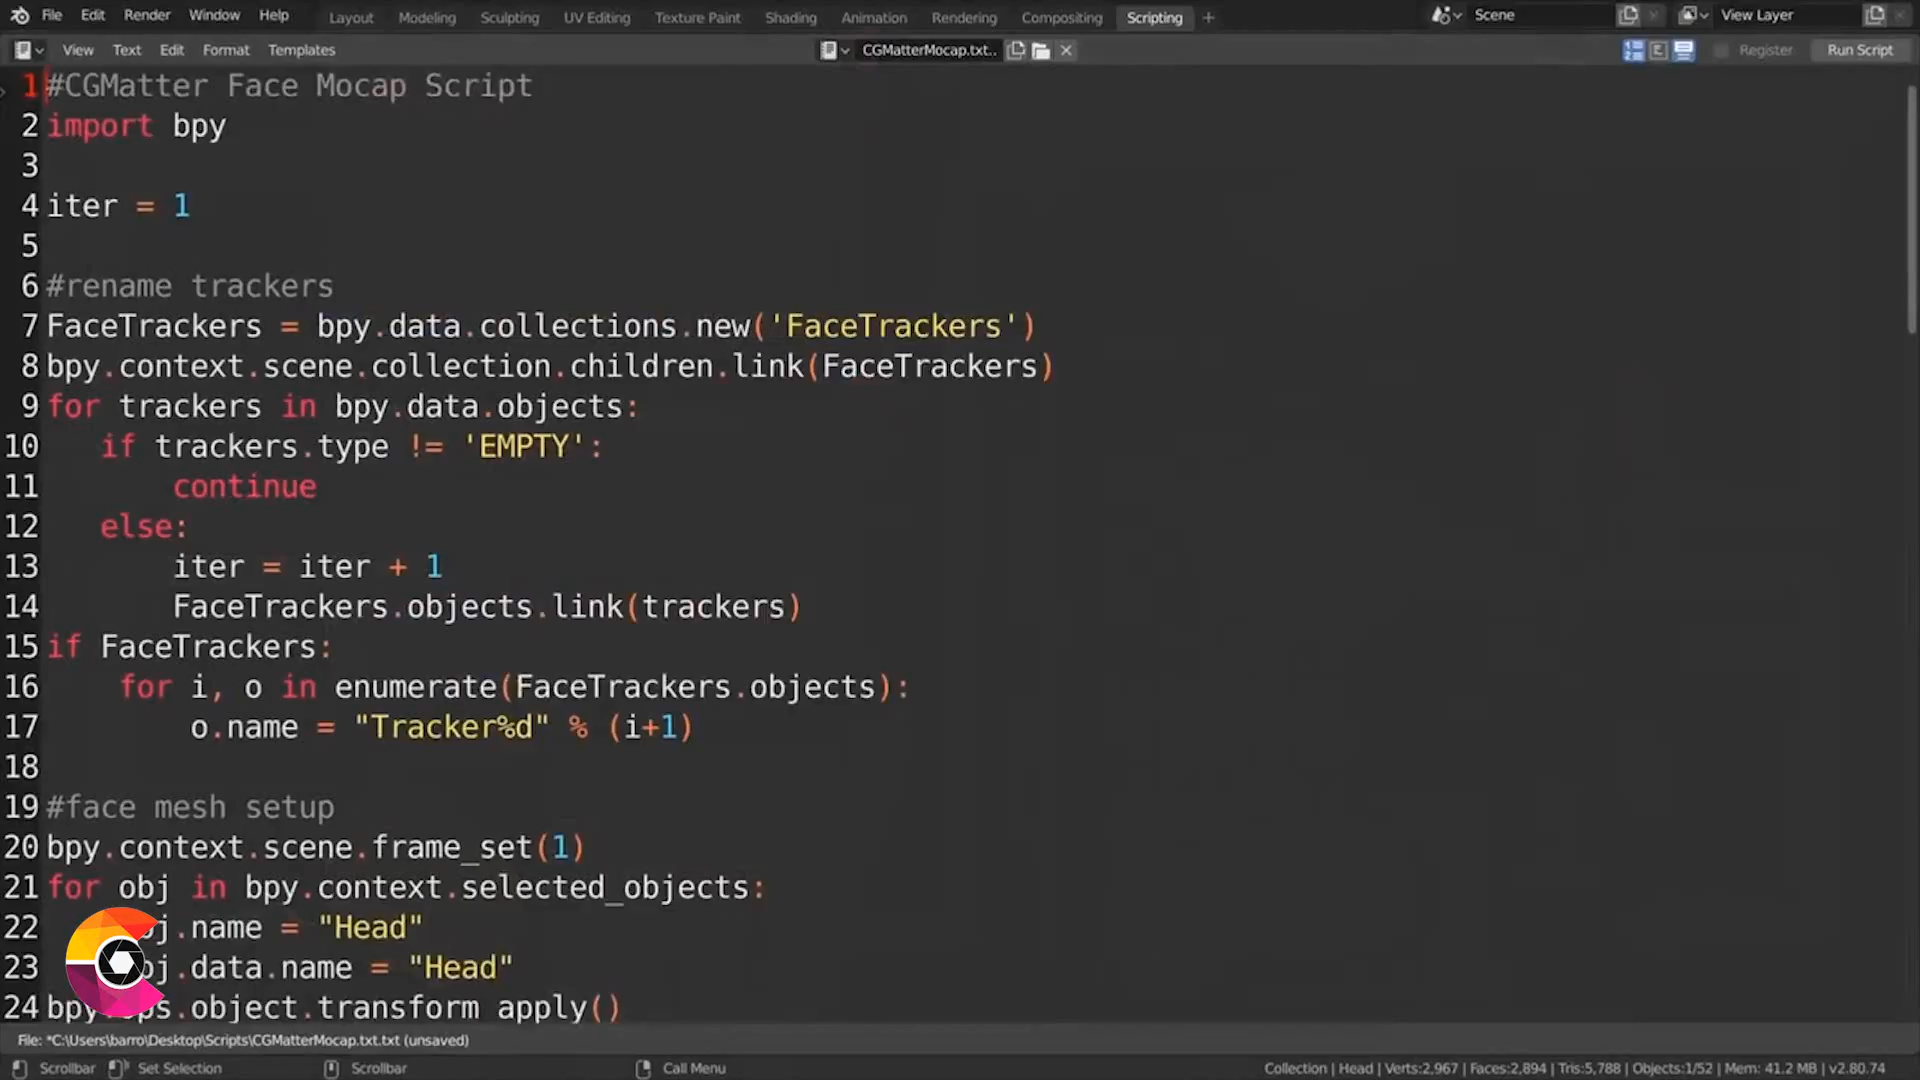 File Edit Render Window Help Layout Modeling Sculpting UV Editing Texture Paint Shading Animation Rendering Compositing Scripting + Scene View Layer
View Text Edit Format Templates CGMatterMocap.txt.. Register Run Script
1 #CGMatter Face Mocap Script
2 import bpy
3
4 iter = 1
5
6 #rename trackers
7 FaceTrackers = bpy.data.collections.new('FaceTrackers')
8 bpy.context.scene.collection.children.link(FaceTrackers)
9 for trackers in bpy.data.objects:
10 if trackers.type != 'EMPTY':
11 continue
12 else:
13 iter = iter + 1
14 FaceTrackers.objects.link(trackers)
15 if FaceTrackers:
16 for i, o in enumerate(FaceTrackers.objects):
17 o.name = "Tracker%d" % (i+1)
18
19 #face mesh setup
20 bpy.context.scene.frame_set(1)
21 for obj in bpy.context.selected_objects:
22 j.name = "Head"
23 j.data.name = "Head"
24 bpy ps.object.transform apply()
File: *C:\Users\barro\Desktop\Scripts\CGMatterMocap.txt.txt (unsaved)
Scrollbar Set Selection Scrollbar Call Menu Collection | Head | Verts:2,967 | Faces:2,894 | Tris:5,788 | Objects:1/52 | Mem: 41.2 MB | v2.80.74